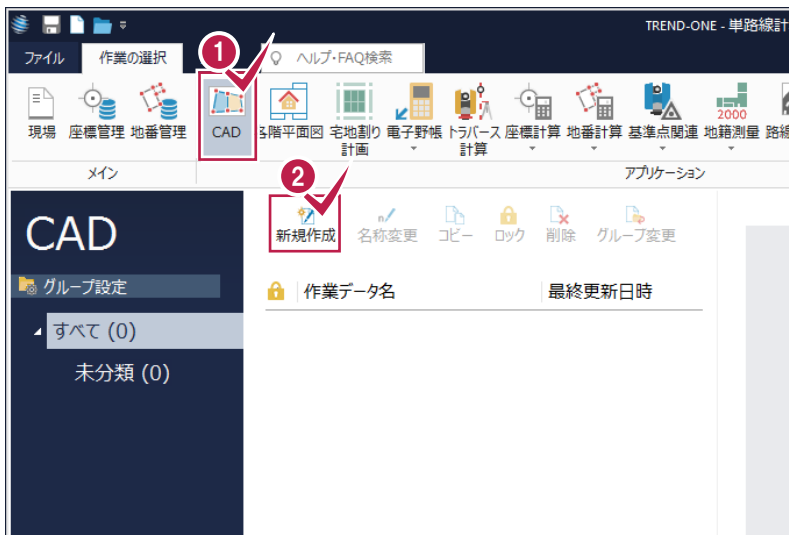 TREND-ONE - 単路線計
ファイル 作業の選択 1 ヘルプ・FAQ検索
現場 座標管理 地番管理 CAD 各階平面図 宅地割り 電子野帳 トラバース 座標計算 地番計算 基準点関連 地籍測量 路線
計画 計算 2000
メイン アプリケーション
2
CAD
新規作成 名称変更 コピー ロック 削除 グループ変更
グループ設定
作業データ名 最終更新日時
すべて (0)
未分類 (0)